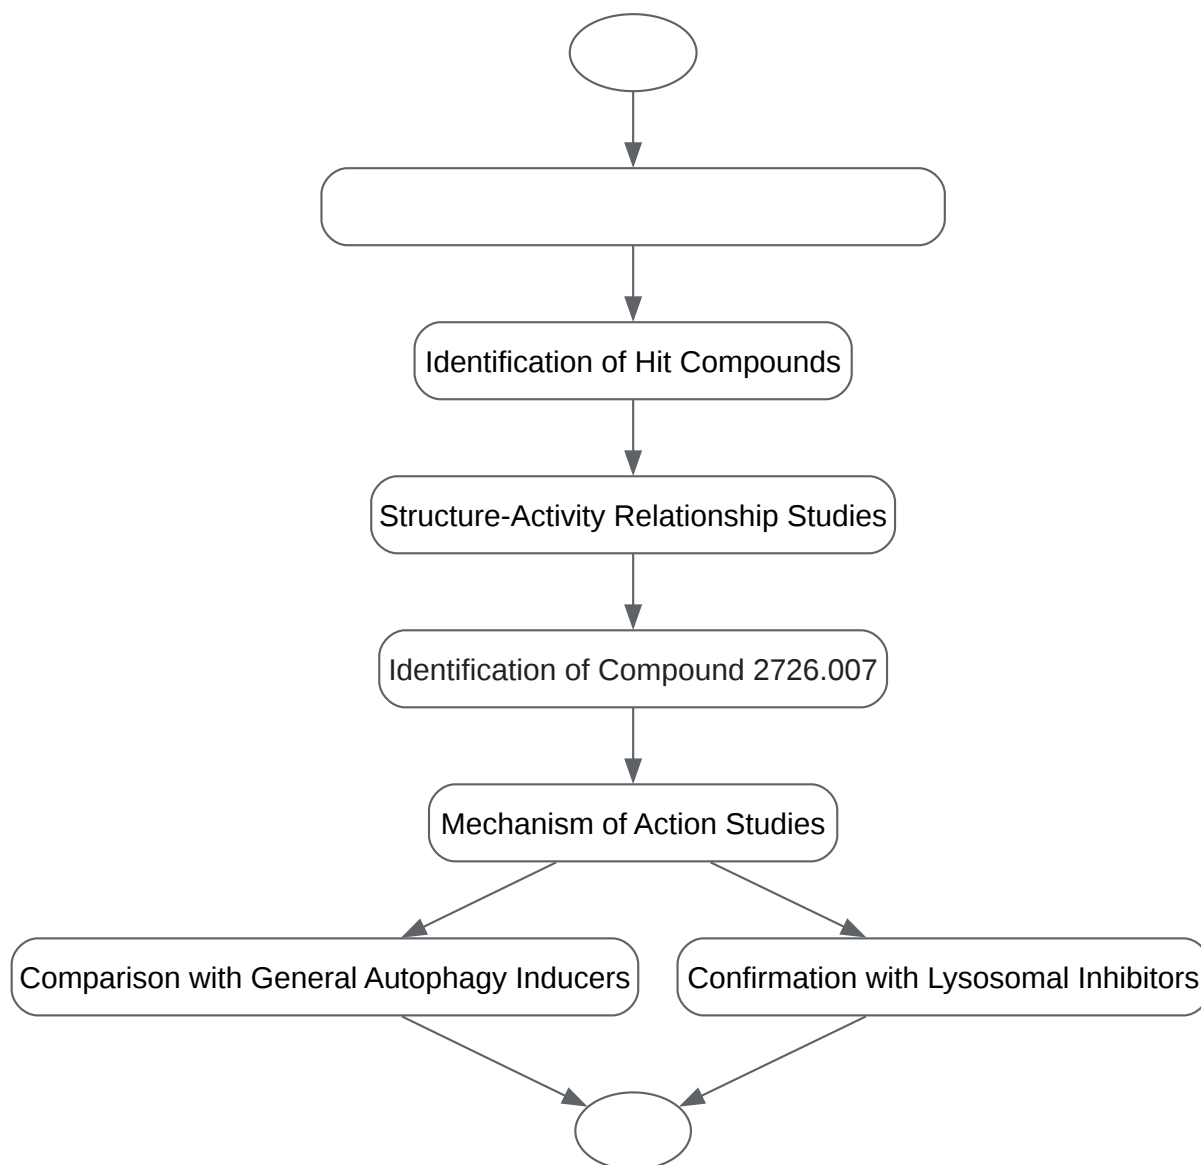 Identification of Hit Compounds
Structure-Activity Relationship Studies
Identification of Compound 2726.007
Mechanism of Action Studies
Comparison with General Autophagy Inducers
Confirmation with Lysosomal Inhibitors